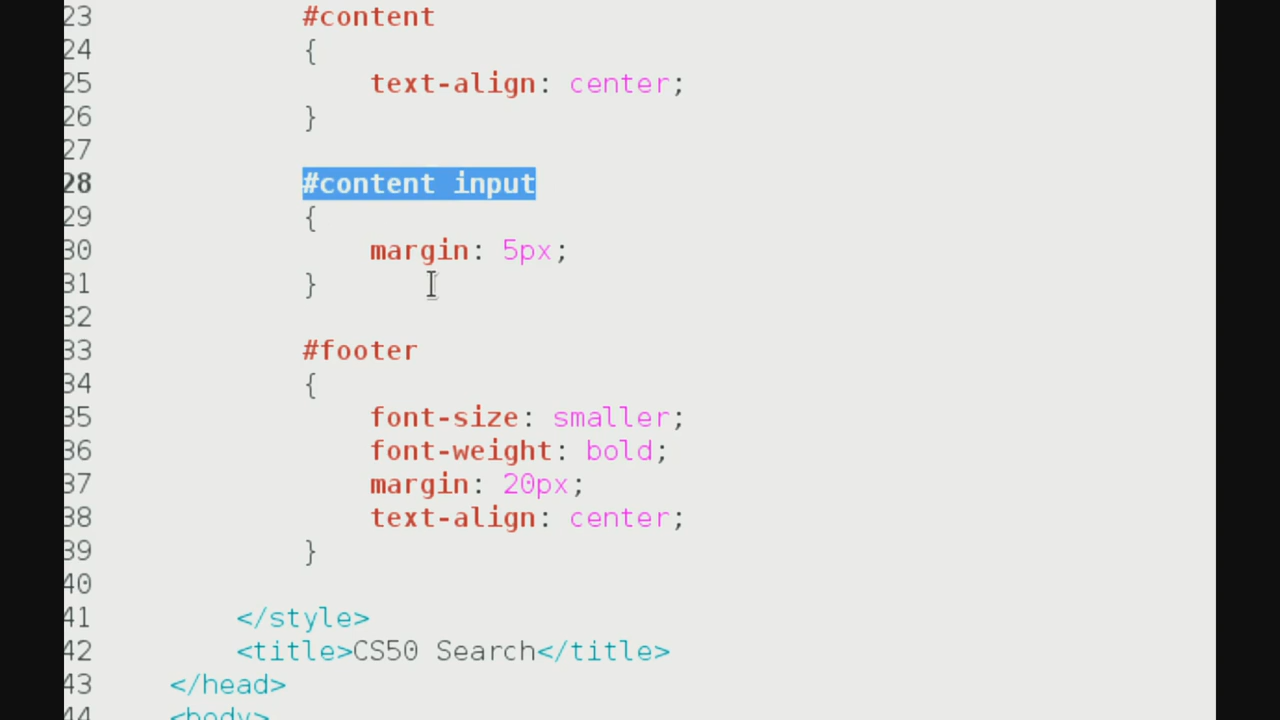 23 #content
24 {
25 text-align: center;
26 }
27
28 #content input
29 {
30 margin: 5px;
31 }
32
33 #footer
34 {
35 font-size: smaller;
36 font-weight: bold;
37 margin: 20px;
38 text-align: center;
39 }
40
41 </style>
42 <title>CS50 Search</title>
43 </head>
44 <body>